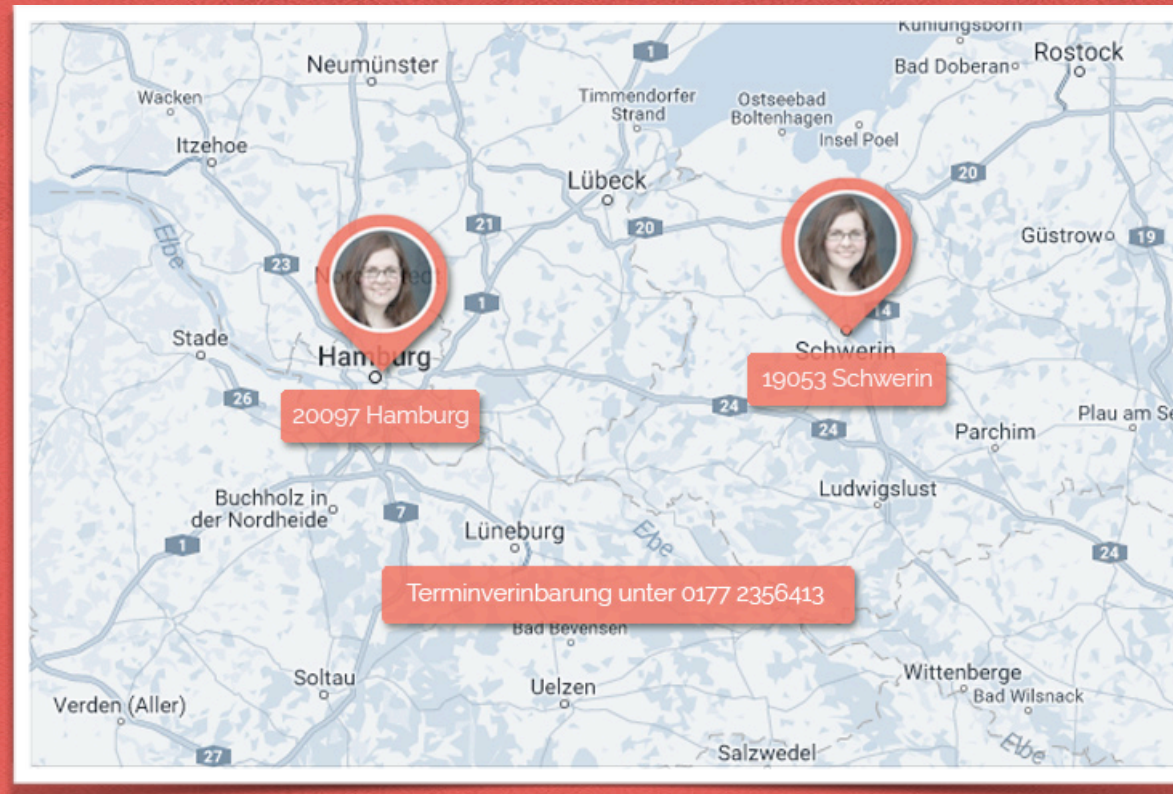 Kühlungsborn
Rostock
Neumünster
1
Bad Doberan
Wacken
Timmendorfer
Strand
Ostseebad
Boltenhagen
Insel Poel
Itzehoe
Lübeck
20
Elbe
21
20
Güstrow
19
23
1
14
Stade
Hamburg
Schwerin
19053 Schwerin
26
20097 Hamburg
24
24
Plau am Se
Parchim
Buchholz in
der Nordheide
7
Ludwigslust
Lüneburg
Elbe
1
24
Terminverinbarung unter 0177 2356413
Bad Bevensen
Soltau
Uelzen
Wittenberge
Bad Wilsnack
Verden (Aller)
Elbe
27
Salzwedel